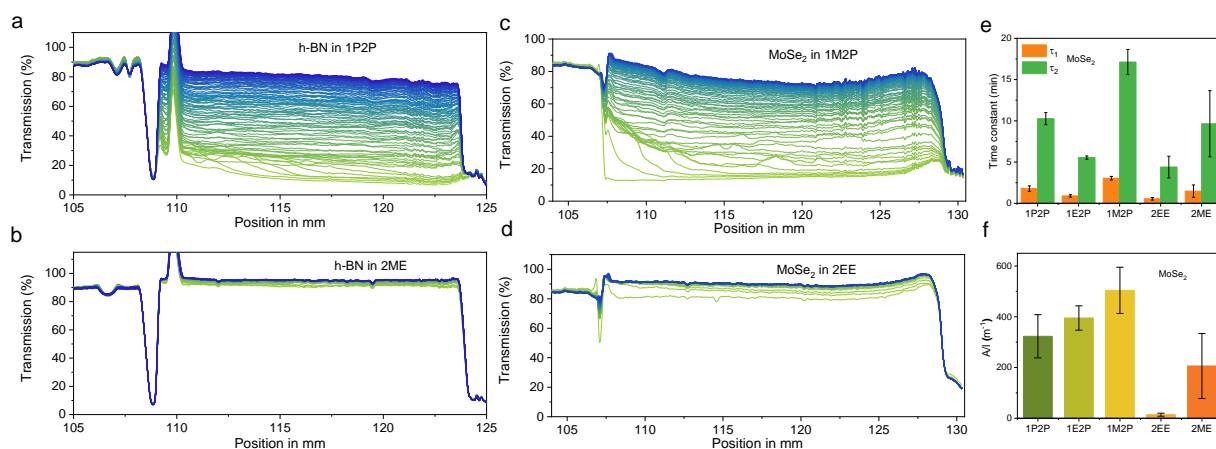 a
h-BN in 1P2P
Transmission (%)
100
80
60
40
20
0
105 110 115 120 125
Position in mm
b
h-BN in 2ME
Transmission (%)
100
80
60
40
20
0
105 110 115 120 125
Position in mm
c
MoSe2 in 1M2P
Transmission (%)
100
80
60
40
20
0
105 110 115 120 125 130
Position in mm
d
MoSe2 in 2EE
Transmission (%)
100
80
60
40
20
0
105 110 115 120 125 130
Position in mm
e
τ1 MoSe2
τ2
Time constant (min)
20
15
10
5
0
1P2P 1E2P 1M2P 2EE 2ME
f
MoSe2
A/l (m-1)
600
400
200
0
1P2P 1E2P 1M2P 2EE 2ME